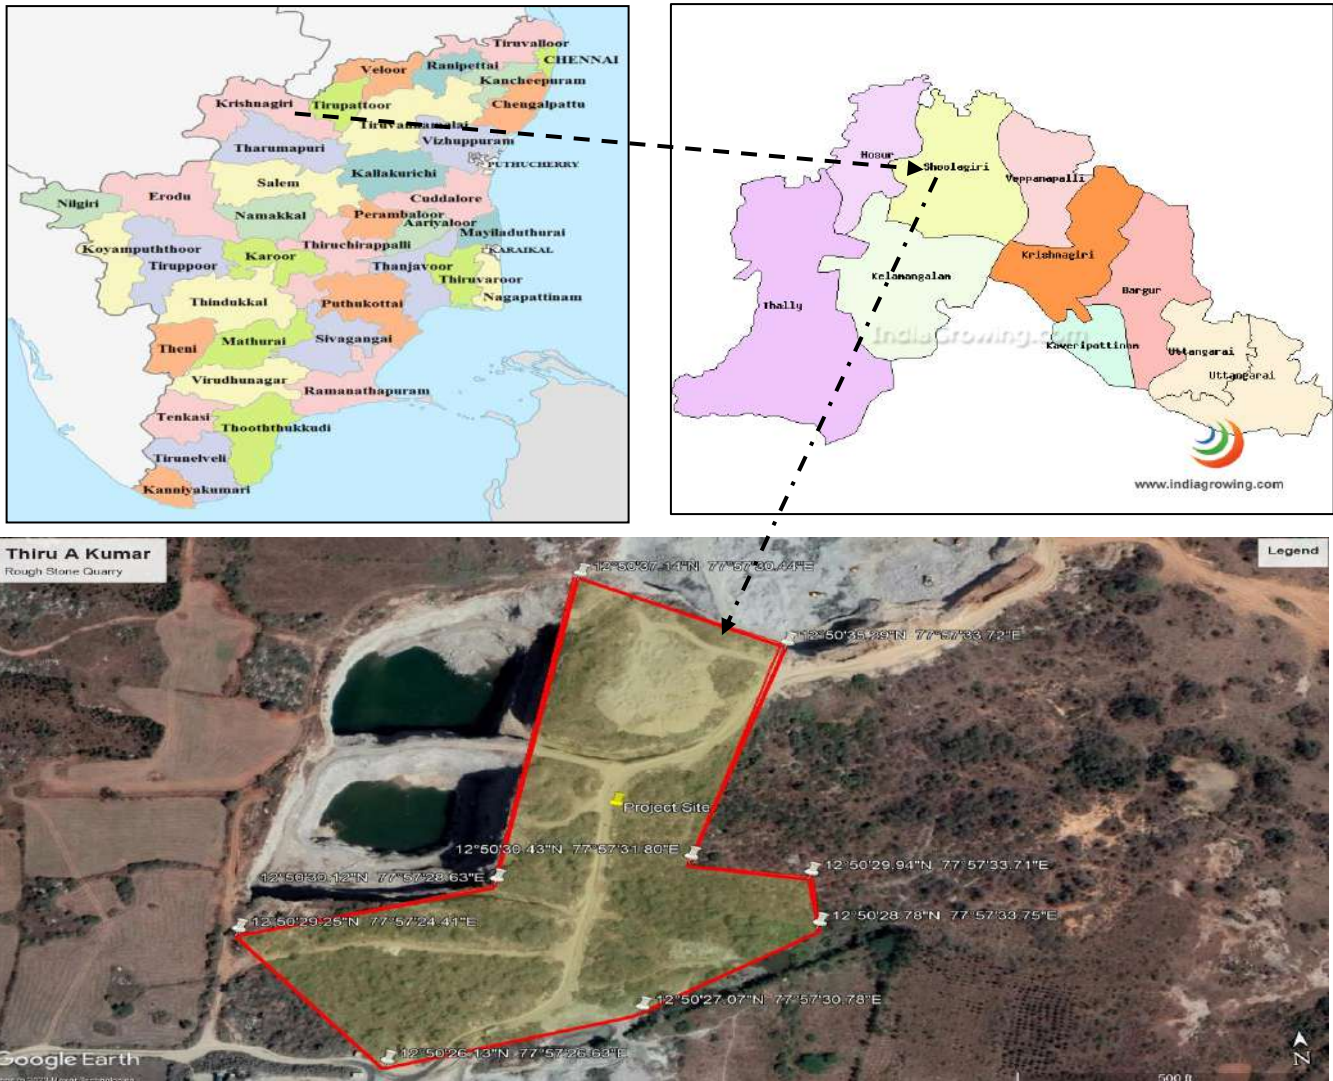 Tiruvalloor
CHENNAI
Veloor
Ranipettai
Kancheepuram
Krishnagiri
Tirupattoor
Chengalpattu
Tiruvannamalai
Vizhuppuram
Tharumapuri
PUTHUCHERRY
Kallakurichi
Salem
Erodu
Nilgiri
Cuddalore
Namakkal
Perambaloor
Aariyaloor
Mayiladuthurai
Koyampuththoor
Thiruchirappalli
KARAIKAL
Karoor
Tiruppoor
Thanjavoor
Thiruvaroor
Thindukkal
Puthukottai
Nagapattinam
Sivagangai
Theni
Mathurai
Virudhunagar
Ramanathapuram
Tenkasi
Thooththukkudi
Tirunelveli
Kanniyakumari
Hosur
Shoolagiri
Veppanapalli
Krishnagiri
Kelamangalam
Bargur
Thally
IndiaGrowing.com
Kaveripattinam
Uttangarai
Uttangarai
www.indiagrowing.com
Thiru A Kumar
Rough Stone Quarry
Legend
12°50'37.14"N 77°57'30.44"E
12°50'35.29"N 77°57'33.72"E
Project Site
12°50'30.43"N 77°57'31.80"E
12°50'29.94"N 77°57'33.71"E
12°50'30.12"N 77°57'28.63"E
12°50'29.25"N 77°57'24.41"E
12°50'28.78"N 77°57'33.75"E
12°50'27.07"N 77°57'30.78"E
12°50'26.13"N 77°57'26.63"E
Google Earth
N
500 ft